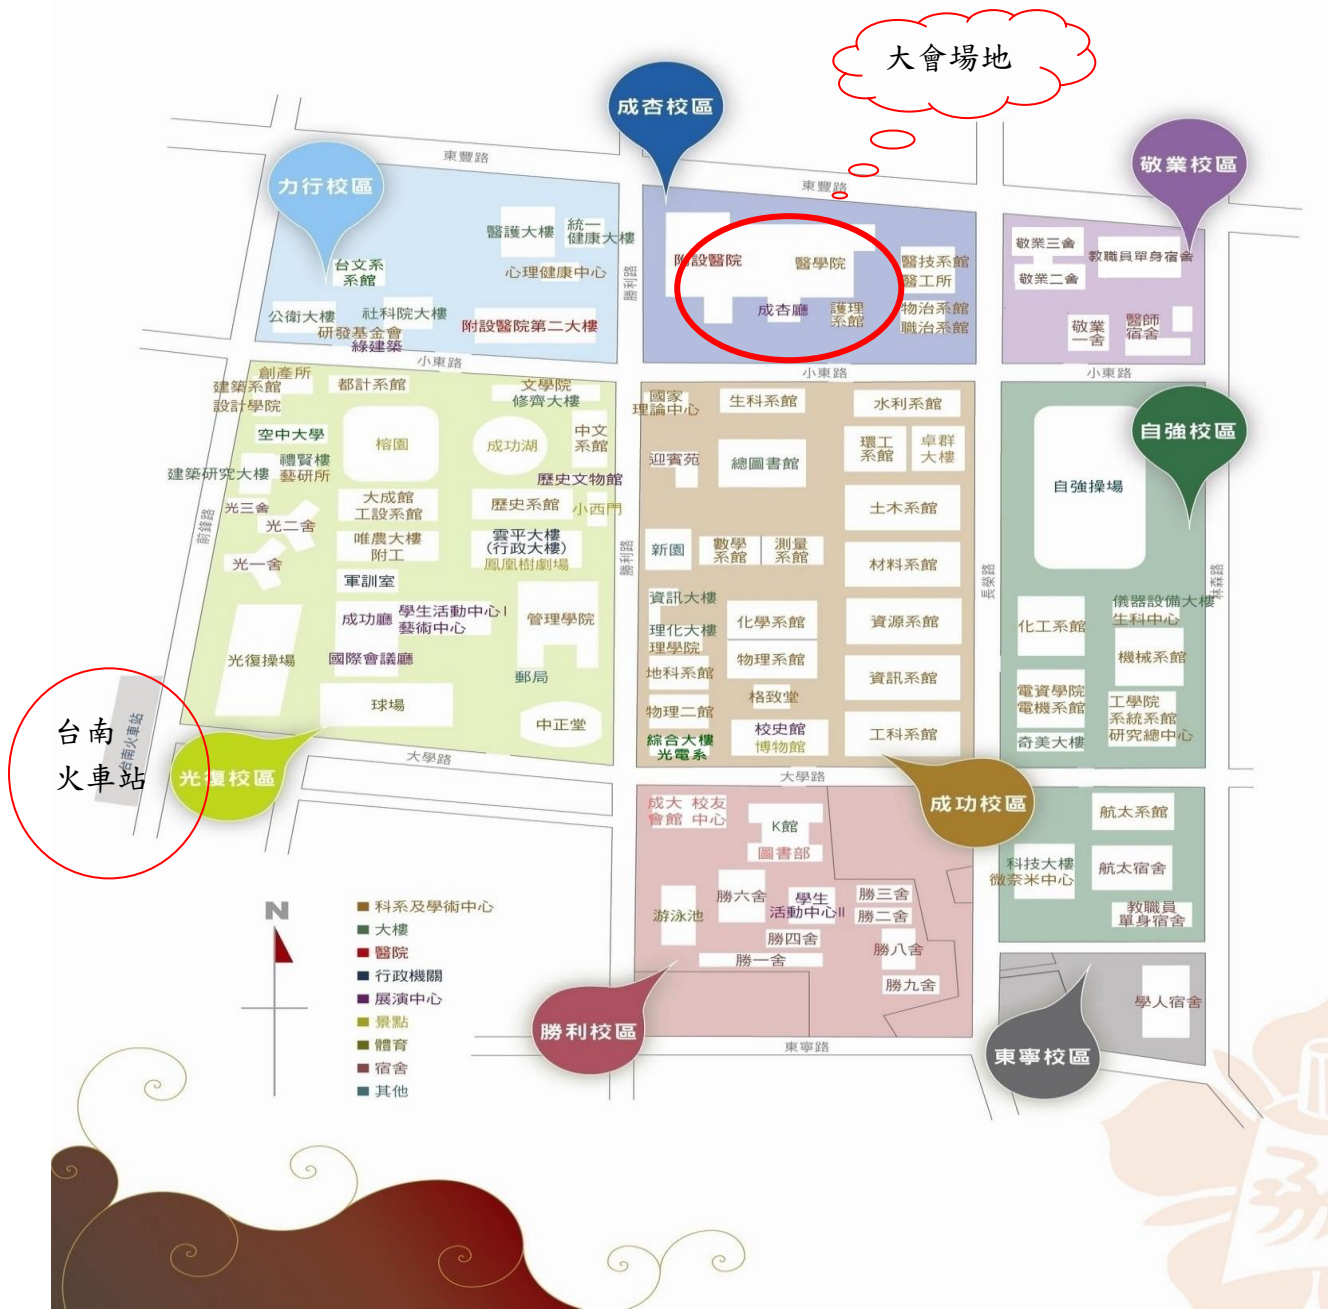 大會場地
成杏校區
力行校區
敬業校區
東豐路
東豐路
醫護大樓
統一
健康大樓
台文系
系館
心理健康中心
公衛大樓
社科院大樓
研發基金會
綠建築
附設醫院第二大樓
勝利路
附設醫院
醫學院
成杏廳
護理
系館
醫技系館
醫工所
物治系館
職治系館
敬業三舍
敬業二舍
教職員單身宿舍
敬業
一舍
醫師
宿舍
小東路
小東路
小東路
創產所
建築系館
設計學院
都計系館
文學院
修齊大樓
空中大學
榕園
成功湖
中文
系館
建築研究大樓
禮賢樓
藝研所
歷史文物館
光三舍
光二舍
光一舍
大成館
工設系館
歷史系館
小西門
唯農大樓
附工
雲平大樓
(行政大樓)
鳳凰樹劇場
軍訓室
成功廳
學生活動中心 I
藝術中心
管理學院
國際會議廳
光復操場
郵局
球場
中正堂
前鋒路
勝利路
國家
理論中心
生科系館
水利系館
迎賓苑
總圖書館
環工
系館
卓群
大樓
土木系館
新園
數學
系館
測量
系館
材料系館
資訊大樓
理化大樓
理學院
化學系館
資源系館
地科系館
物理系館
資訊系館
物理二館
格致堂
綜合大樓
光電系
校史館
博物館
工科系館
長榮路
自強校區
自強操場
林森路
儀器設備大樓
生科中心
化工系館
機械系館
電資學院
電機系館
工學院
系統系館
研究總中心
奇美大樓
台南
火車站
台南火車站
光復校區
大學路
大學路
成功校區
成大
會館
校友
中心
K館
圖書部
航太系館
科技大樓
微奈米中心
航太宿舍
教職員
單身宿舍
游泳池
勝六舍
學生
活動中心II
勝三舍
勝二舍
勝四舍
勝一舍
勝八舍
勝九舍
學人宿舍
勝利校區
東寧路
東寧校區
N
科系及學術中心
大樓
醫院
行政機關
展演中心
景點
體育
宿舍
其他